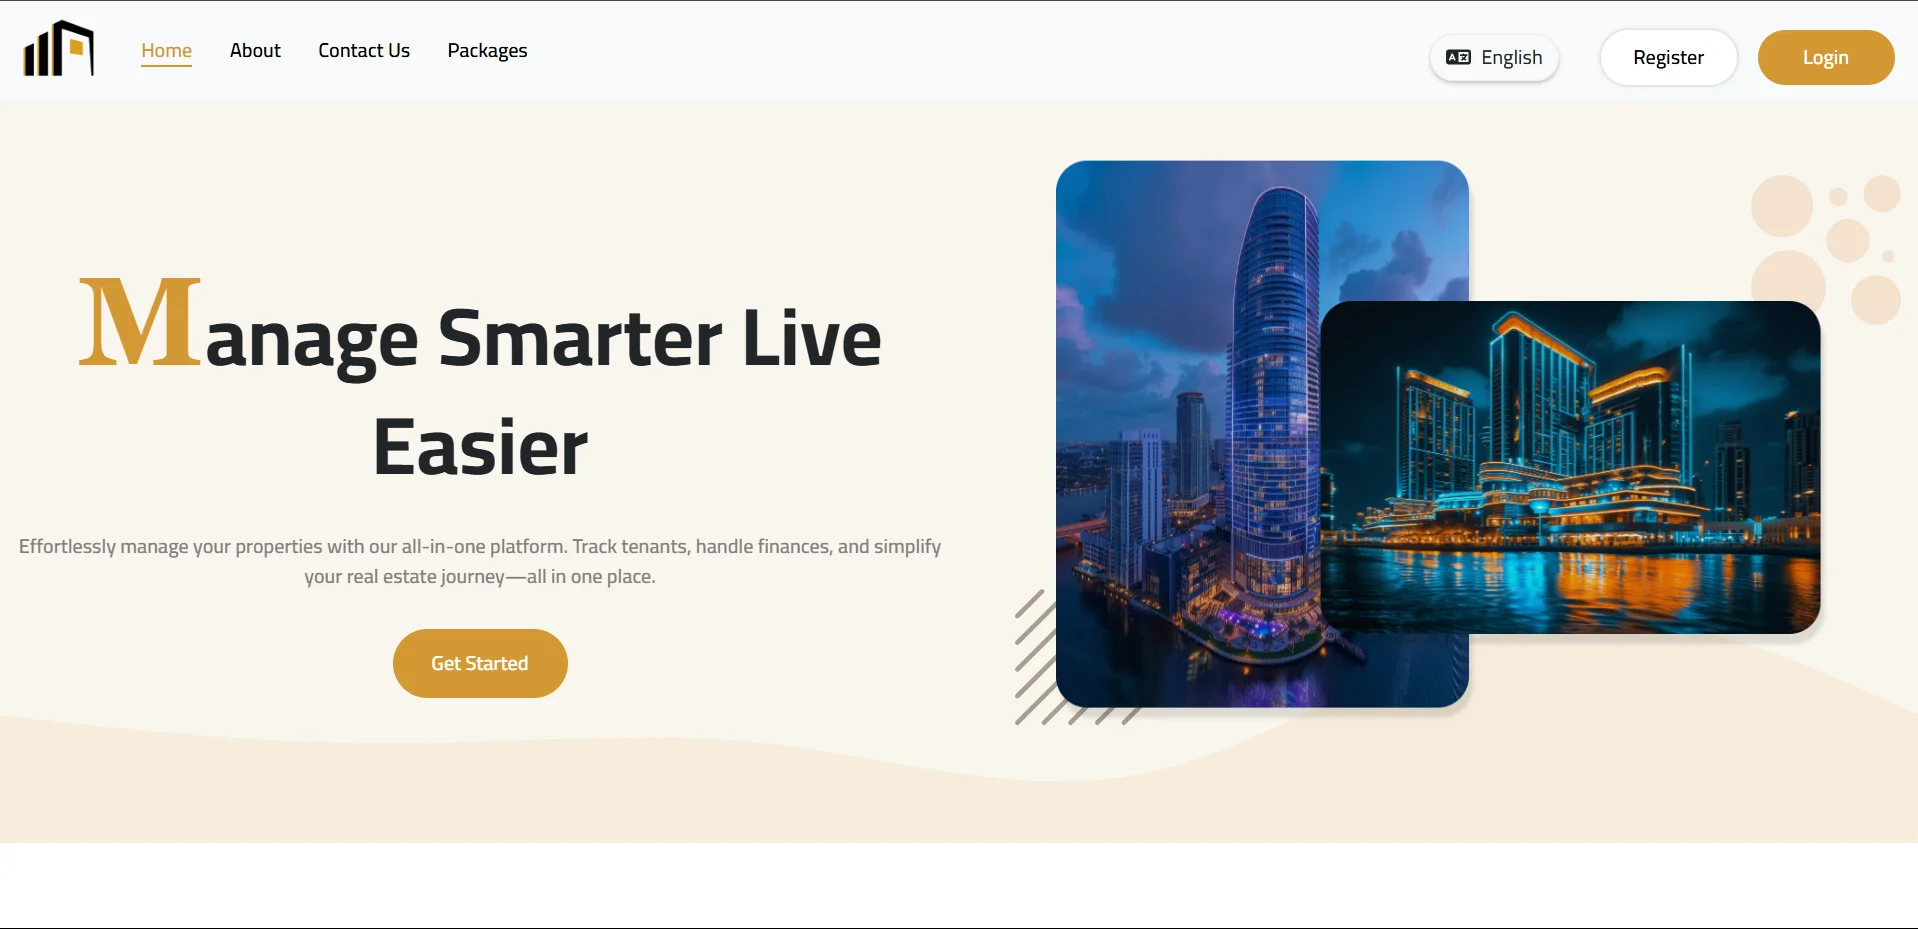 Home
About
Contact Us
Packages
English
Register
Login
Manage Smarter Live
Easier
Effortlessly manage your properties with our all-in-one platform. Track tenants, handle finances, and simplify
your real estate journey—all in one place.
Get Started